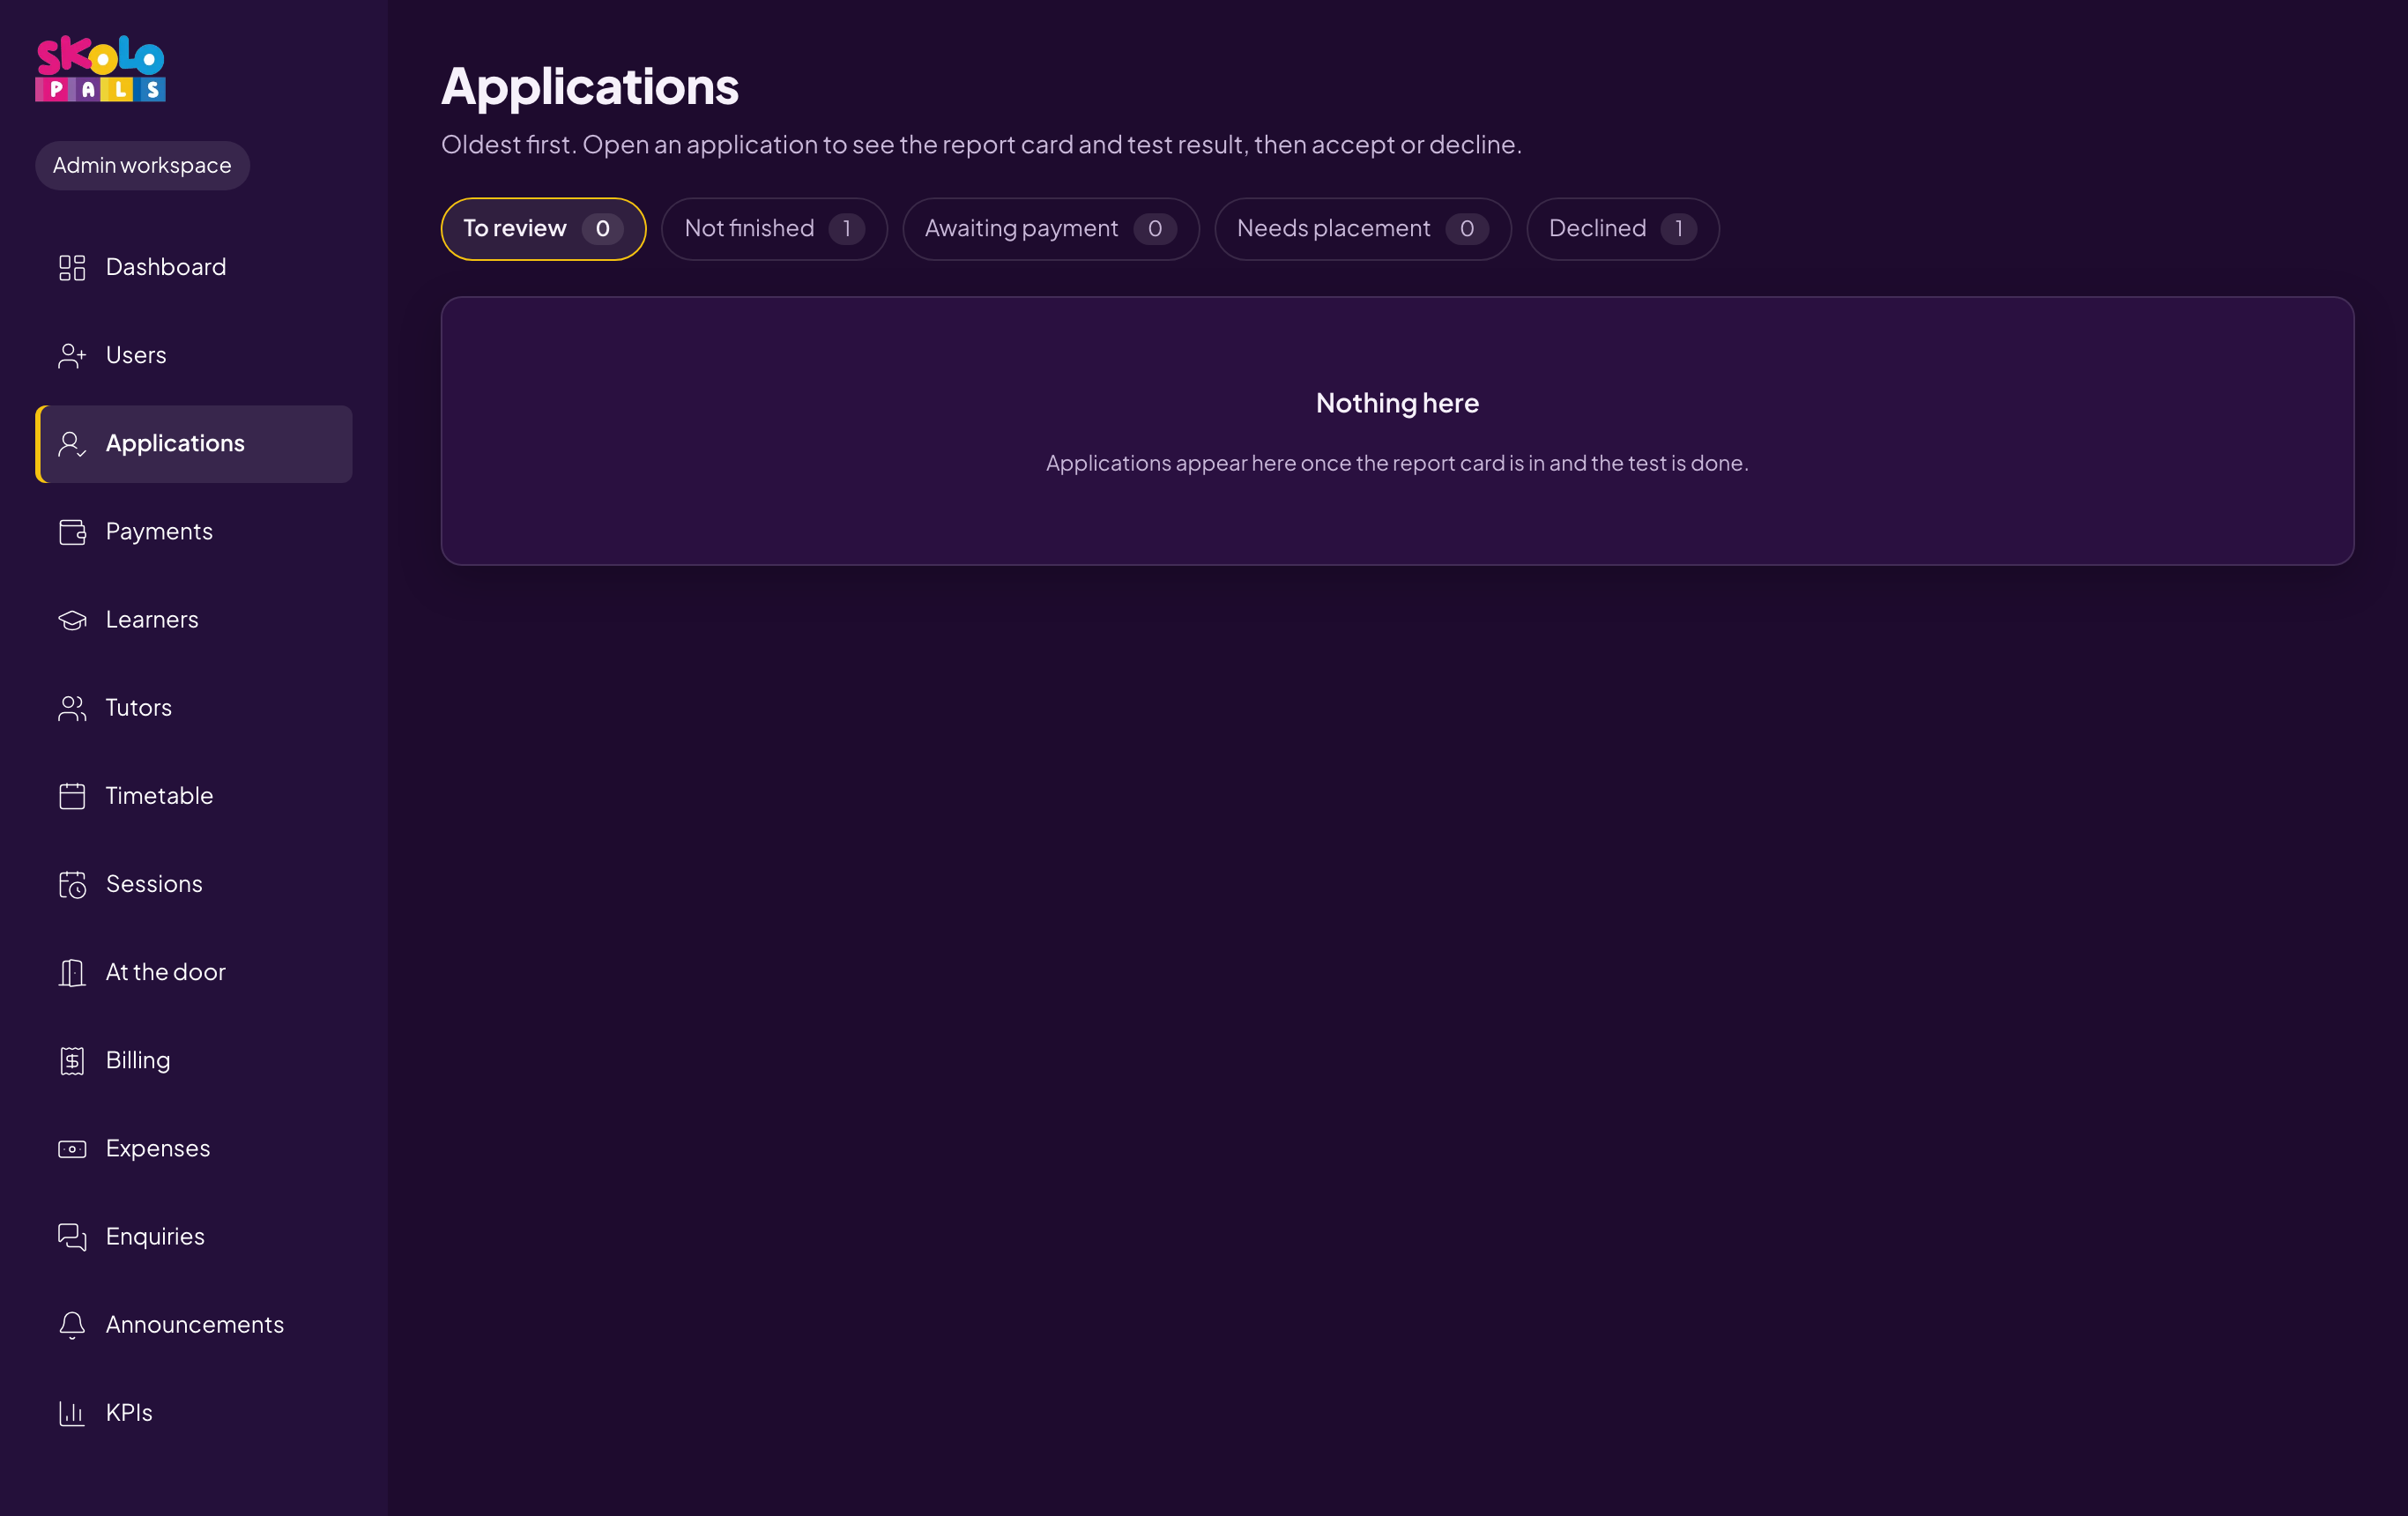 SKOLO
PALS
Admin workspace
Dashboard
Users
Applications
Payments
Learners
Tutors
Timetable
Sessions
At the door
Billing
Expenses
Enquiries
Announcements
KPIs
Applications
Oldest first. Open an application to see the report card and test result, then accept or decline.
To review 0 Not finished 1 Awaiting payment 0 Needs placement 0 Declined 1
Nothing here
Applications appear here once the report card is in and the test is done.